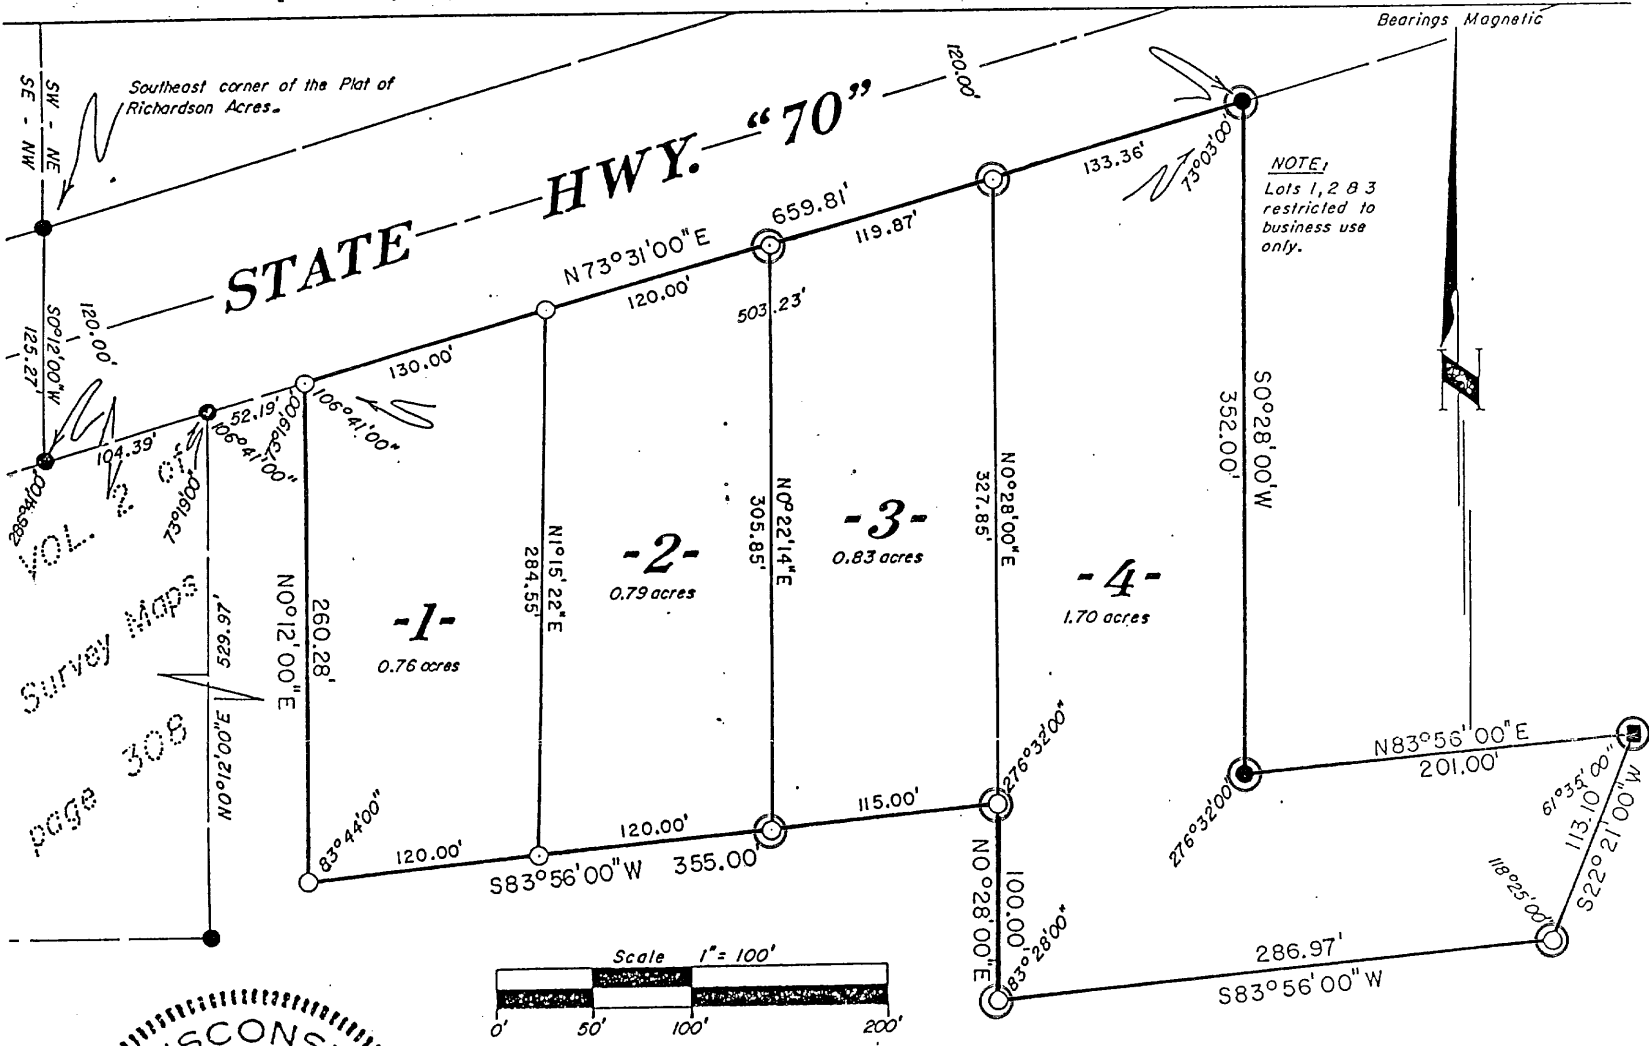 Bearings Magnetic
SW - NE
SE - NW
Southeast corner of the Plat of
Richardson Acres.
120.00'
STATE HWY. "70"
133.36'
73°03'00"
NOTE:
Lots 1, 2 & 3
restricted to
business use
only.
659.81'
N73°31'00"E
119.87'
120.00'
503.23'
130.00'
S0°12'00"W
125.27'
120.00'
52.19'
104.39'
106°41'00"
73°19'00"
106°41'00"
73°19'00"
286°41'00"
VOL. 2 of
Survey Maps
page 308
529.97'
N0°12'00"E
N0°12'00"E
260.28'
-1-
0.76 acres
N1°15'22"E
284.55'
-2-
0.79 acres
N0°22'14"E
305.85'
-3-
0.83 acres
N0°28'00"E
327.85'
-4-
1.70 acres
S0°28'00"W
352.00'
N
83°44'00"
120.00'
120.00'
115.00'
S83°56'00"W 355.00'
276°32'00"
276°32'00"
N83°56'00"E
201.00'
61°35'00"
113.10'
S22°21'00"W
118°25'00"
100.00'
N0°28'00"E
83°28'00"
286.97'
S83°56'00"W
Scale 1"= 100'
0' 50' 100' 200'